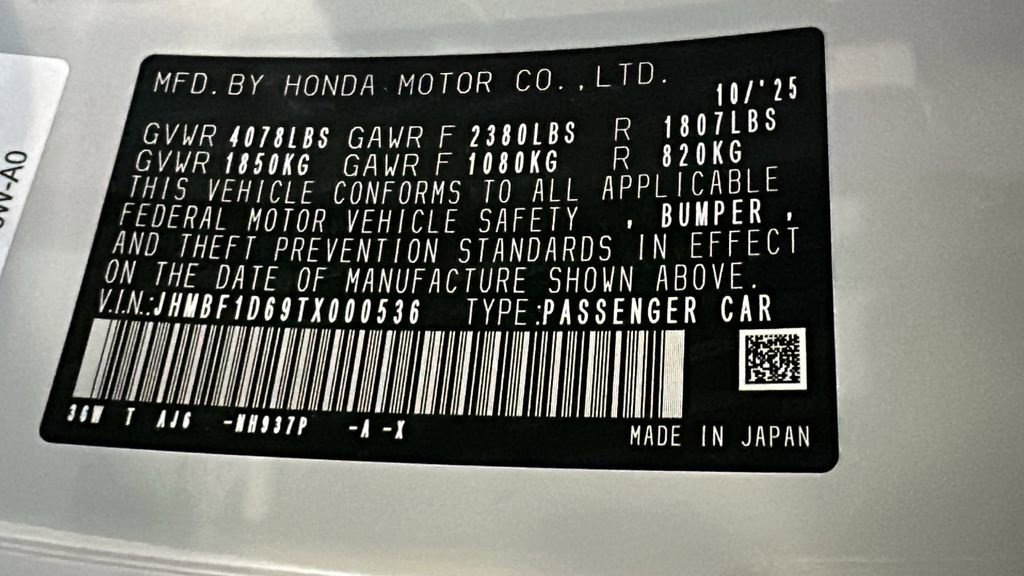 MFD. BY HONDA MOTOR CO., LTD.
10/'25
GVWR 4078LBS GAWR F 2380LBS R 1807LBS
GVWR 1850KG GAWR F 1080KG R 820KG
THIS VEHICLE CONFORMS TO ALL APPLICABLE
FEDERAL MOTOR VEHICLE SAFETY , BUMPER ,
AND THEFT PREVENTION STANDARDS IN EFFECT
ON THE DATE OF MANUFACTURE SHOWN ABOVE.
V.I.N.:JHMBF1D69TX000536 TYPE:PASSENGER CAR
36W T AJ6 -NH937P -A -X
MADE IN JAPAN